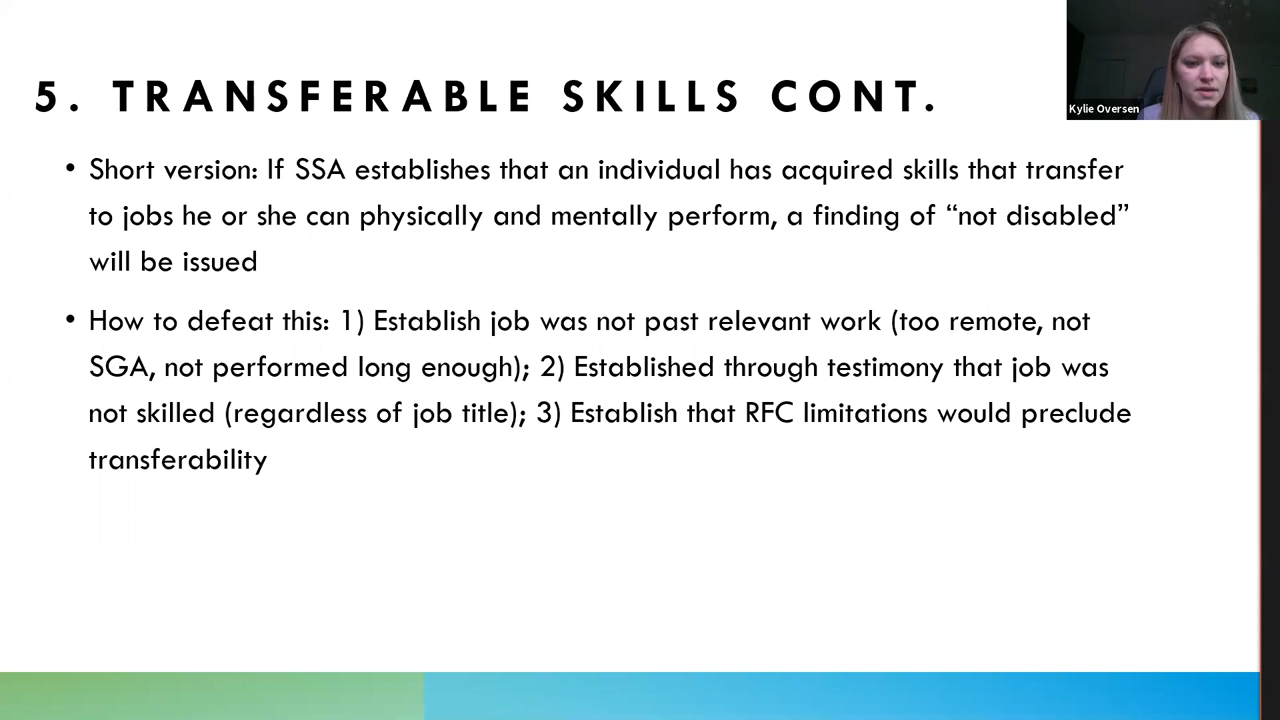 5. TRANSFERABLE SKILLS CONT.
Kylie Oversen
• Short version: If SSA establishes that an individual has acquired skills that transfer
to jobs he or she can physically and mentally perform, a finding of “not disabled”
will be issued
• How to defeat this: 1) Establish job was not past relevant work (too remote, not
SGA, not performed long enough); 2) Established through testimony that job was
not skilled (regardless of job title); 3) Establish that RFC limitations would preclude
transferability